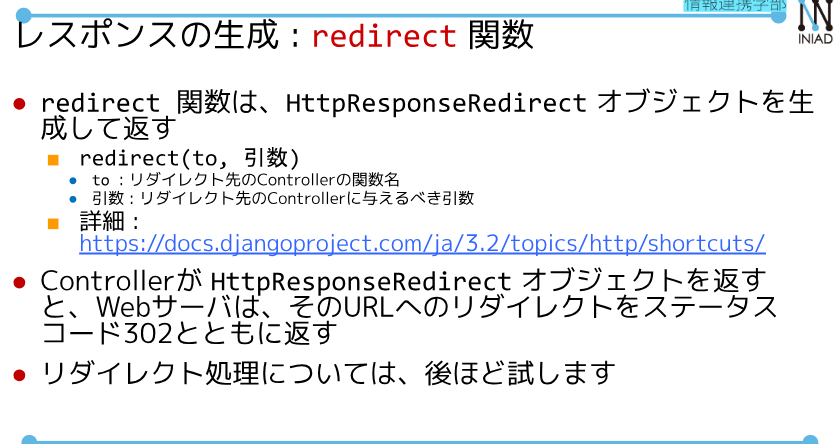 情報連携学部
INIAD
レスポンスの生成：redirect 関数
redirect 関数は、HttpResponseRedirect オブジェクトを生
成して返す
redirect(to, 引数)
to ：リダイレクト先のControllerの関数名
引数：リダイレクト先のControllerに与えるべき引数
詳細：
https://docs.djangoproject.com/ja/3.2/topics/http/shortcuts/
Controllerが HttpResponseRedirect オブジェクトを返す
と、Webサーバは、そのURLへのリダイレクトをステータス
コード302とともに返す
リダイレクト処理については、後ほど試します